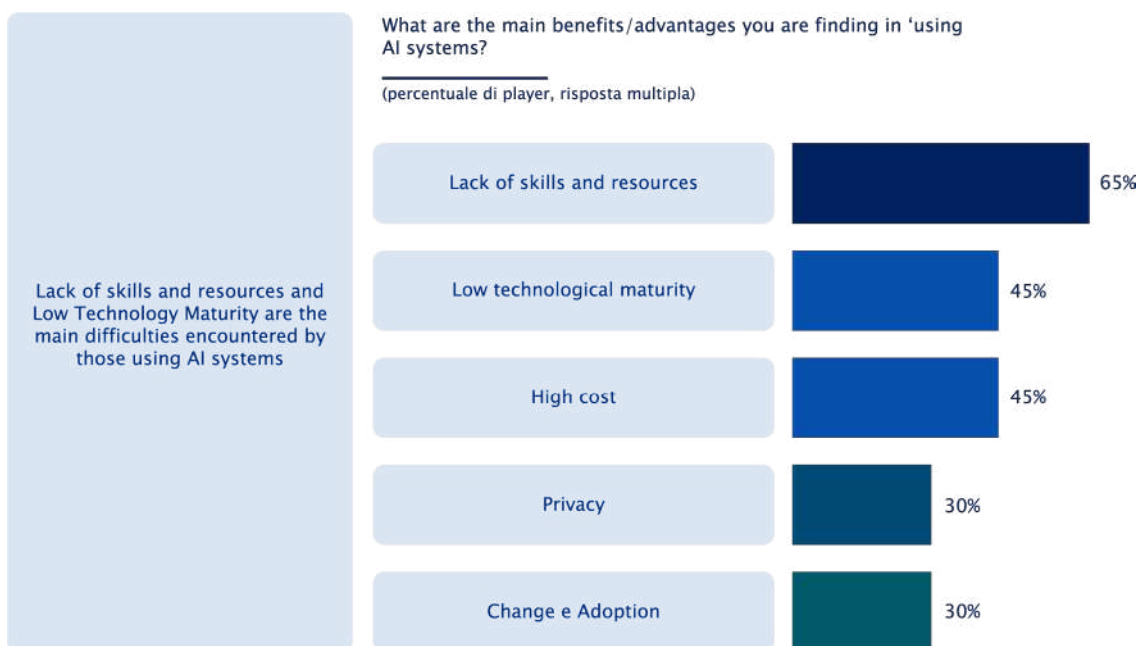 What are the main benefits/advantages you are finding in ‘using
AI systems?
(percentuale di player, risposta multipla)
Lack of skills and resources and
Low Technology Maturity are the
main difficulties encountered by
those using AI systems
Lack of skills and resources
65%
Low technological maturity
45%
High cost
45%
Privacy
30%
Change e Adoption
30%